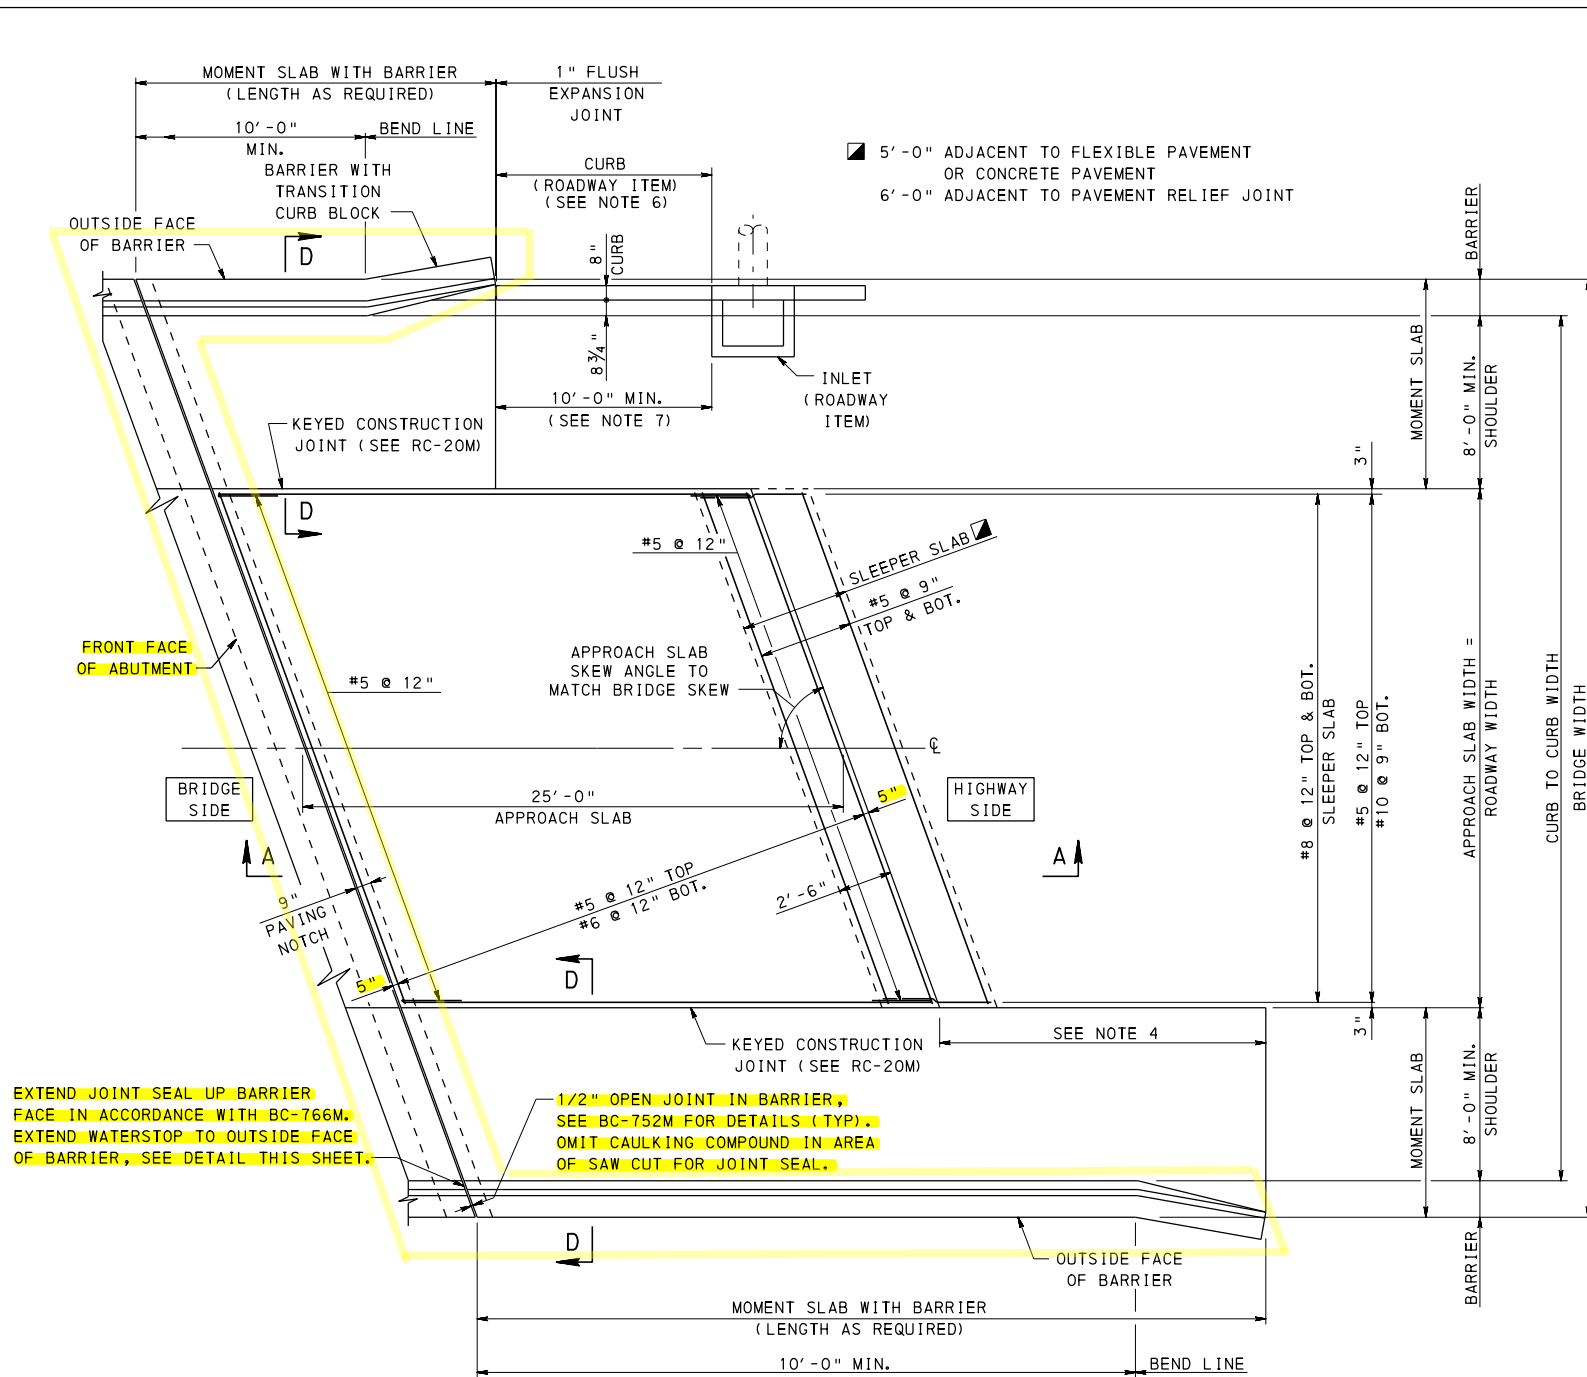 MOMENT SLAB WITH BARRIER
(LENGTH AS REQUIRED)
1" FLUSH
EXPANSION
JOINT
10'-0"
MIN.
BEND LINE
BARRIER WITH
TRANSITION
CURB BLOCK
CURB
(ROADWAY ITEM)
(SEE NOTE 6)
5'-0" ADJACENT TO FLEXIBLE PAVEMENT
OR CONCRETE PAVEMENT
6'-0" ADJACENT TO PAVEMENT RELIEF JOINT
OUTSIDE FACE
OF BARRIER
D
8"
CURB
BARRIER
8¾"
INLET
(ROADWAY
ITEM)
10'-0" MIN.
(SEE NOTE 7)
MOMENT SLAB
8'-0" MIN.
SHOULDER
KEYED CONSTRUCTION
JOINT (SEE RC-20M)
3"
D
#5 @ 12"
SLEEPER SLAB
#5 @ 9"
TOP & BOT.
FRONT FACE
OF ABUTMENT
APPROACH SLAB
SKEW ANGLE TO
MATCH BRIDGE SKEW
#5 @ 12"
#8 @ 12" TOP & BOT.
SLEEPER SLAB
#5 @ 12" TOP
#10 @ 9" BOT.
APPROACH SLAB WIDTH =
ROADWAY WIDTH
CURB TO CURB WIDTH
BRIDGE WIDTH
℄
BRIDGE
SIDE
25'-0"
APPROACH SLAB
5"
HIGHWAY
SIDE
A
A
9"
PAVING
NOTCH
#5 @ 12" TOP
#6 @ 12" BOT.
2'-6"
5"
D
KEYED CONSTRUCTION
JOINT (SEE RC-20M)
SEE NOTE 4
3"
MOMENT SLAB
8'-0" MIN.
SHOULDER
EXTEND JOINT SEAL UP BARRIER
FACE IN ACCORDANCE WITH BC-766M.
EXTEND WATERSTOP TO OUTSIDE FACE
OF BARRIER, SEE DETAIL THIS SHEET.
1/2" OPEN JOINT IN BARRIER,
SEE BC-752M FOR DETAILS (TYP).
OMIT CAULKING COMPOUND IN AREA
OF SAW CUT FOR JOINT SEAL.
D
OUTSIDE FACE
OF BARRIER
BARRIER
MOMENT SLAB WITH BARRIER
(LENGTH AS REQUIRED)
10'-0" MIN.
BEND LINE